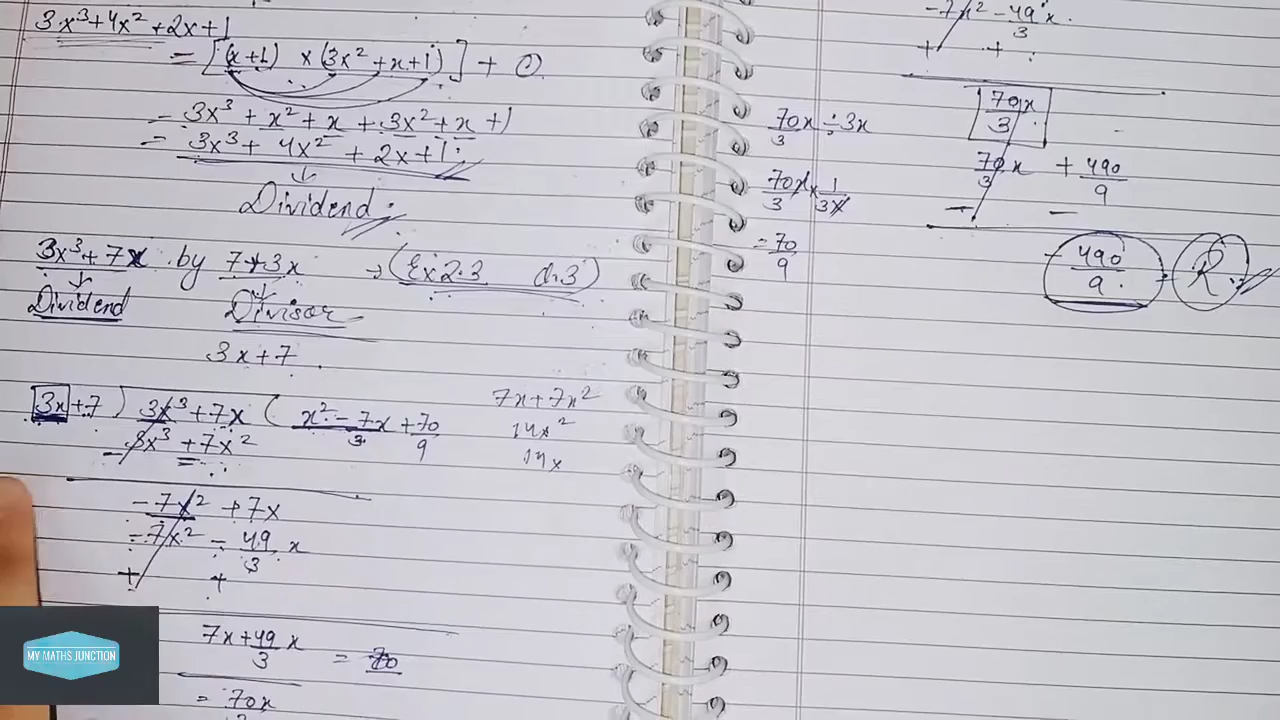 3x³+4x²+2x+1
= [(x+1) × (3x²+x+1)] + 0
= 3x³ + x² + x + 3x² + x + 1
= 3x³ + 4x² + 2x + 1
↓
Dividend
3x³+7x by 7+3x → (Ex 2.3
↓ ↓
Dividend Divisor
3x+7
3x+7 ) 3x³+7x ( x² - 7x/3 + 70/9
3x³ + 7x²
-
- 7x² + 7x
- 7x² - 49/3 x
+ +
7x + 49/3 x = 70
= 70x
7x+7x²
14x²
14x
-7x² - 49/3 x
+ +
70x/3
70x/3 + 490/9
- -
- 490/9 = R
70/3 x ÷ 3x
70x/3 × 1/3x
= 70/9
MY MATHS JUNCTION